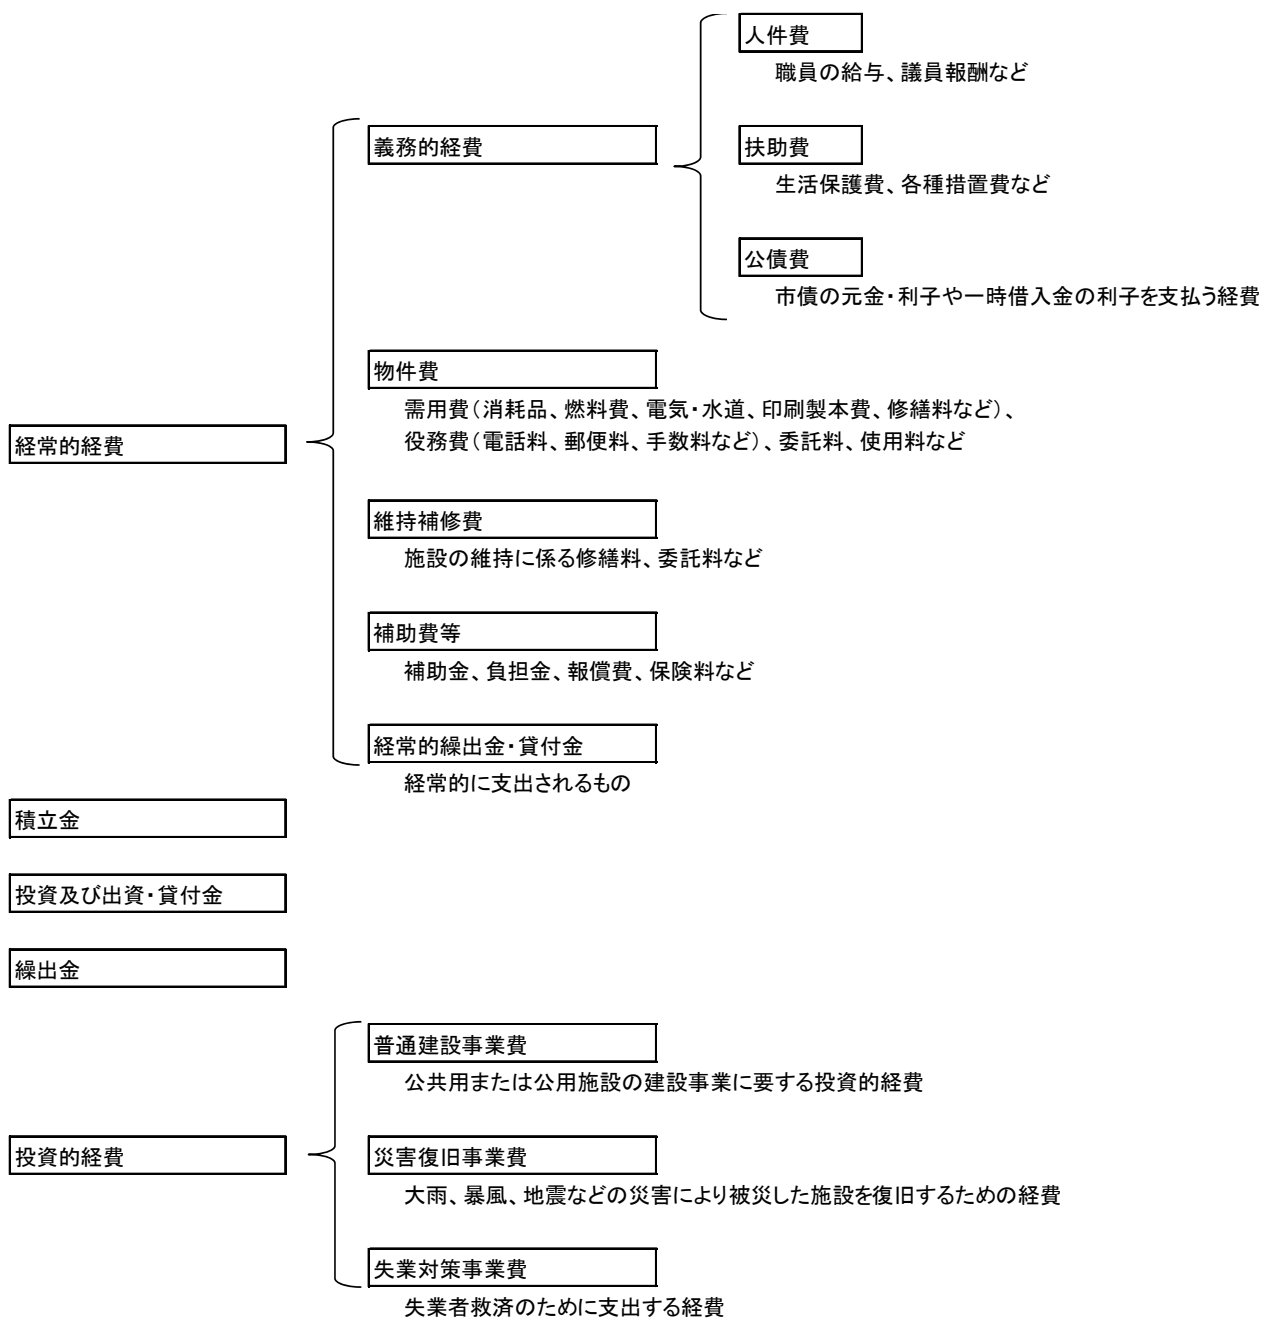 人件費
職員の給与、議員報酬など
義務的経費
扶助費
生活保護費、各種措置費など
公債費
市債の元金・利子や一時借入金の利子を支払う経費
物件費
需用費（消耗品、燃料費、電気・水道、印刷製本費、修繕料など）、
役務費（電話料、郵便料、手数料など）、委託料、使用料など
経常的経費
維持補修費
施設の維持に係る修繕料、委託料など
補助費等
補助金、負担金、報償費、保険料など
経常的繰出金・貸付金
経常的に支出されるもの
積立金
投資及び出資・貸付金
繰出金
普通建設事業費
公共用または公用施設の建設事業に要する投資的経費
投資的経費
災害復旧事業費
大雨、暴風、地震などの災害により被災した施設を復旧するための経費
失業対策事業費
失業者救済のために支出する経費